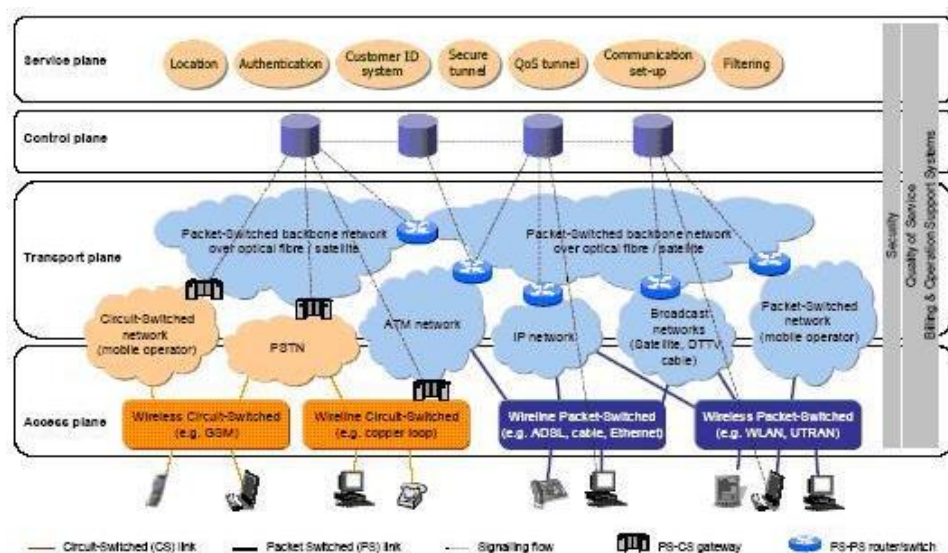 Service plane
Location
Authentication
Customer ID
system
Secure
tunnel
QoS tunnel
Communication
set-up
Filtering
Control plane
Transport plane
Packet-Switched backbone network
over optical fibre / satellite
Packet-Switched backbone network
over optical fibre / satellite
Circuit-Switched
network
(mobile operator)
PSTN
ATM network
IP network
Broadcast
networks
(Satellite, DTTV,
cable)
Packet-Switched
network
(mobile operator)
Access plane
Wireless Circuit-Switched
(e.g. GSM)
Wireline Circuit-Switched
(e.g. copper loop)
Wireline Packet-Switched
(e.g. ADSL, cable, Ethernet)
Wireless Packet-Switched
(e.g. WLAN, UTRAN)
Security
Quality of Service
Billing & Operation Support Systems
Circuit-Switched (CS) link
Packet Switched (PS) link
Signalling flow
PS-CS gateway
PS-PS router/switch